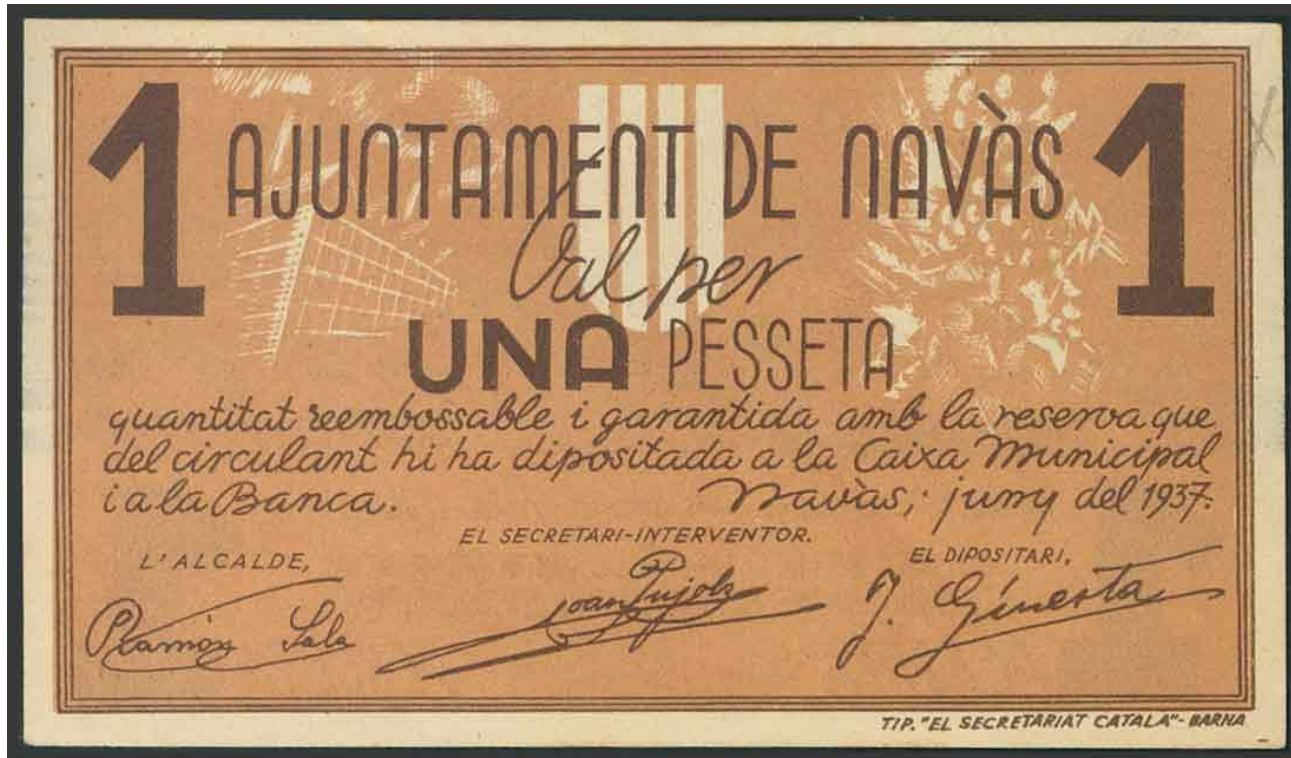 1 AJUNTAMENT DE NAVÀS 1
Val per
UNA PESSETA
quantitat reembossable i garantida amb la reserva que
del circulant hi ha dipositada a la Caixa Municipal
i a la Banca. Navàs; juny del 1937.
EL SECRETARI-INTERVENTOR.
L'ALCALDE, EL DIPOSITARI,
Ramón Sala Joan Pujols J. Ginesta
TIP. "EL SECRETARIAT CATALA"-BARNA